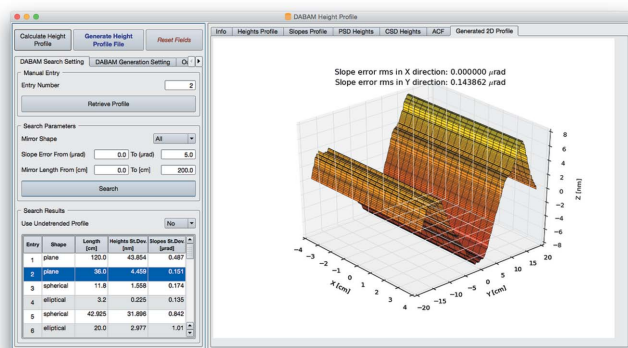 DABAM Height Profile
Calculate Height Profile
Generate Height Profile File
Reset Fields
DABAM Search Setting DABAM Generation Setting
Manual Entry
Entry Number 2
Retrieve Profile
Search Parameters
Mirror Shape All
Slope Error From (µrad) 0.0 To (µrad) 5.0
Mirror Length From [cm] 0.0 To [cm] 200.0
Search
Search Results
Use Undetrended Profile No
Entry Shape Length [cm] Heights St.Dev. [nm] Slopes St.Dev. [µrad]
1 plane 120.0 43.854 0.487
2 plane 36.0 4.459 0.151
3 spherical 11.8 1.558 0.174
4 elliptical 3.2 0.225 0.135
5 spherical 42.925 31.896 0.842
6 elliptical 20.0 2.977 1.01
Info Heights Profile Slopes Profile PSD Heights CSD Heights ACF Generated 2D Profile
Slope error rms in X direction: 0.000000 µrad
Slope error rms in Y direction: 0.143862 µrad
8
6
4
2
0
−2
−4
−6
−8
Z [nm]
−4 −3 −2 −1 0 1 2 3 4
X [cm]
−20 −15 −10 −5 0 5 10 15 20
Y [cm]